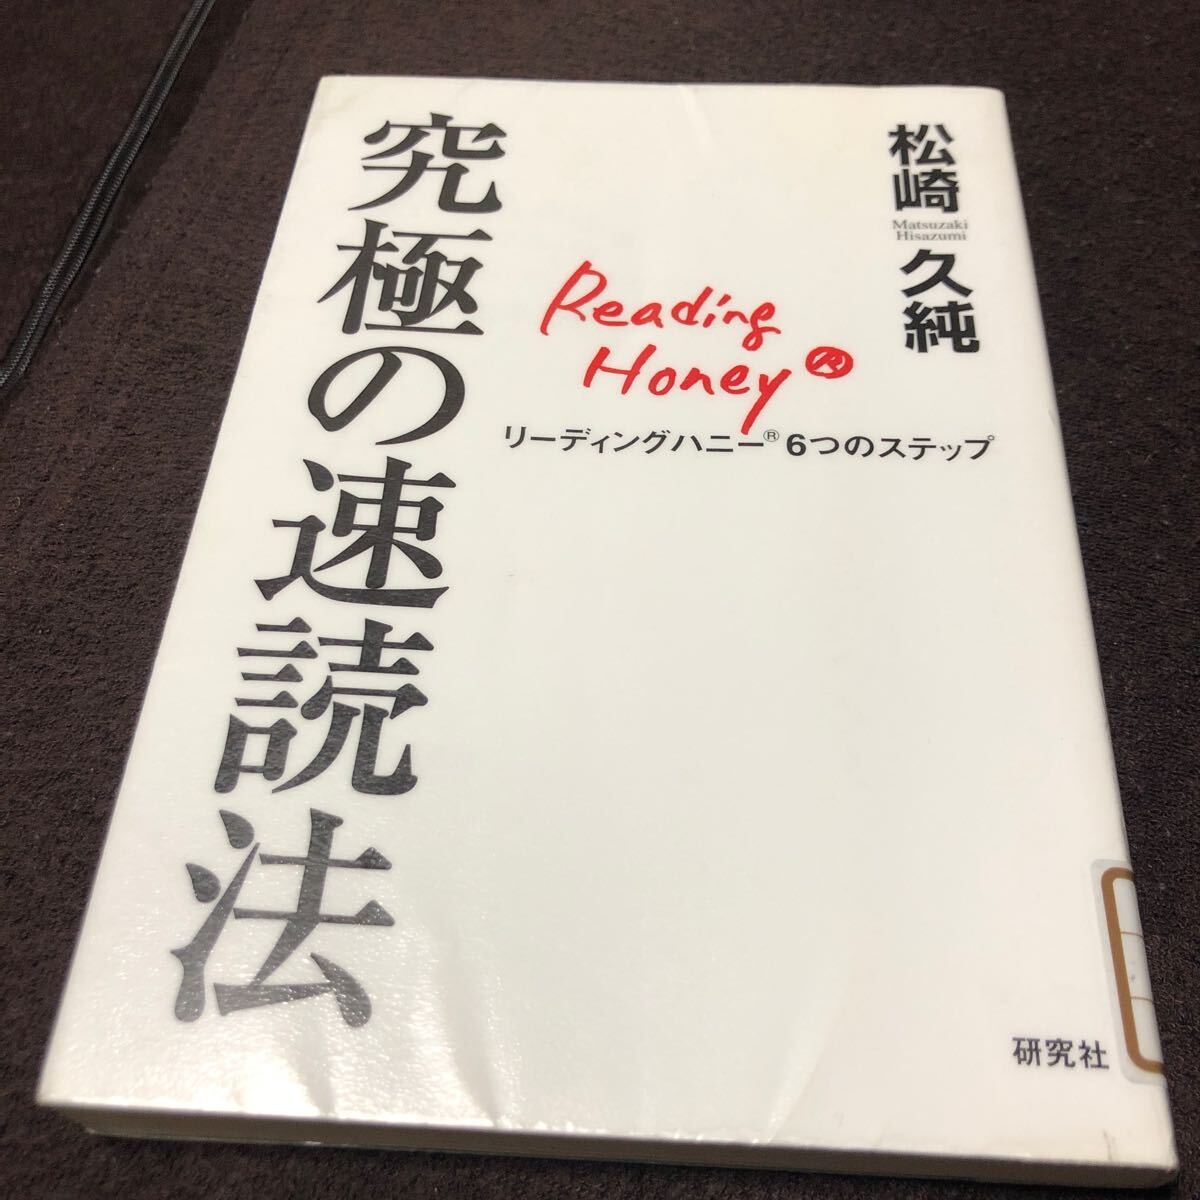 究極の速読法
松崎久純
Matsuzaki
Hisazumi
Reading
Honey®
リーディングハニー® 6つのステップ
研究社